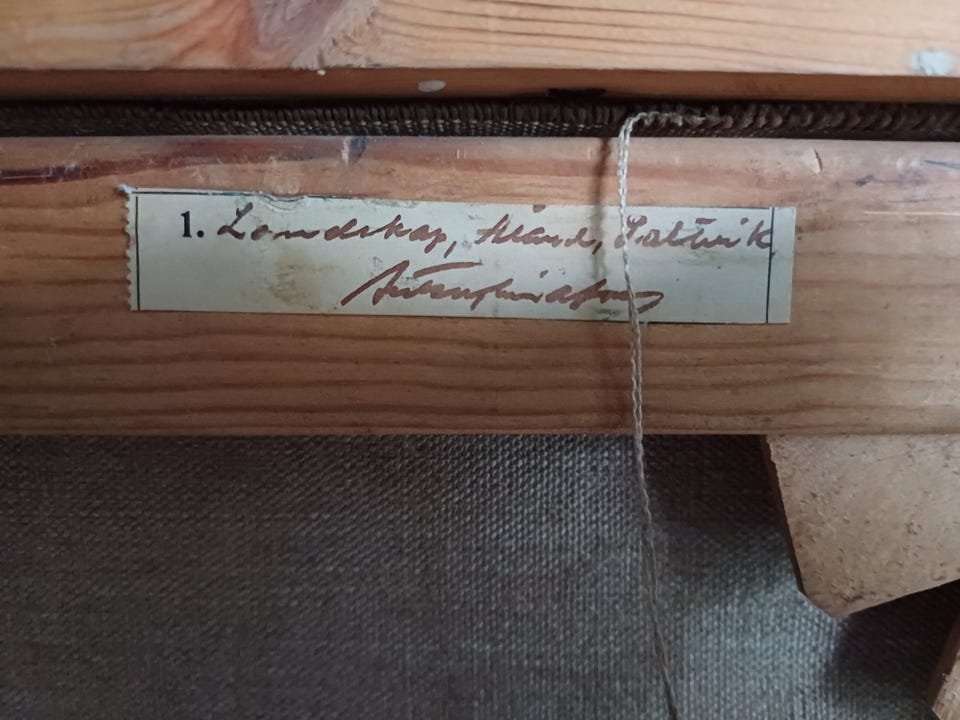 1. Landskap, Åland, Saltvik